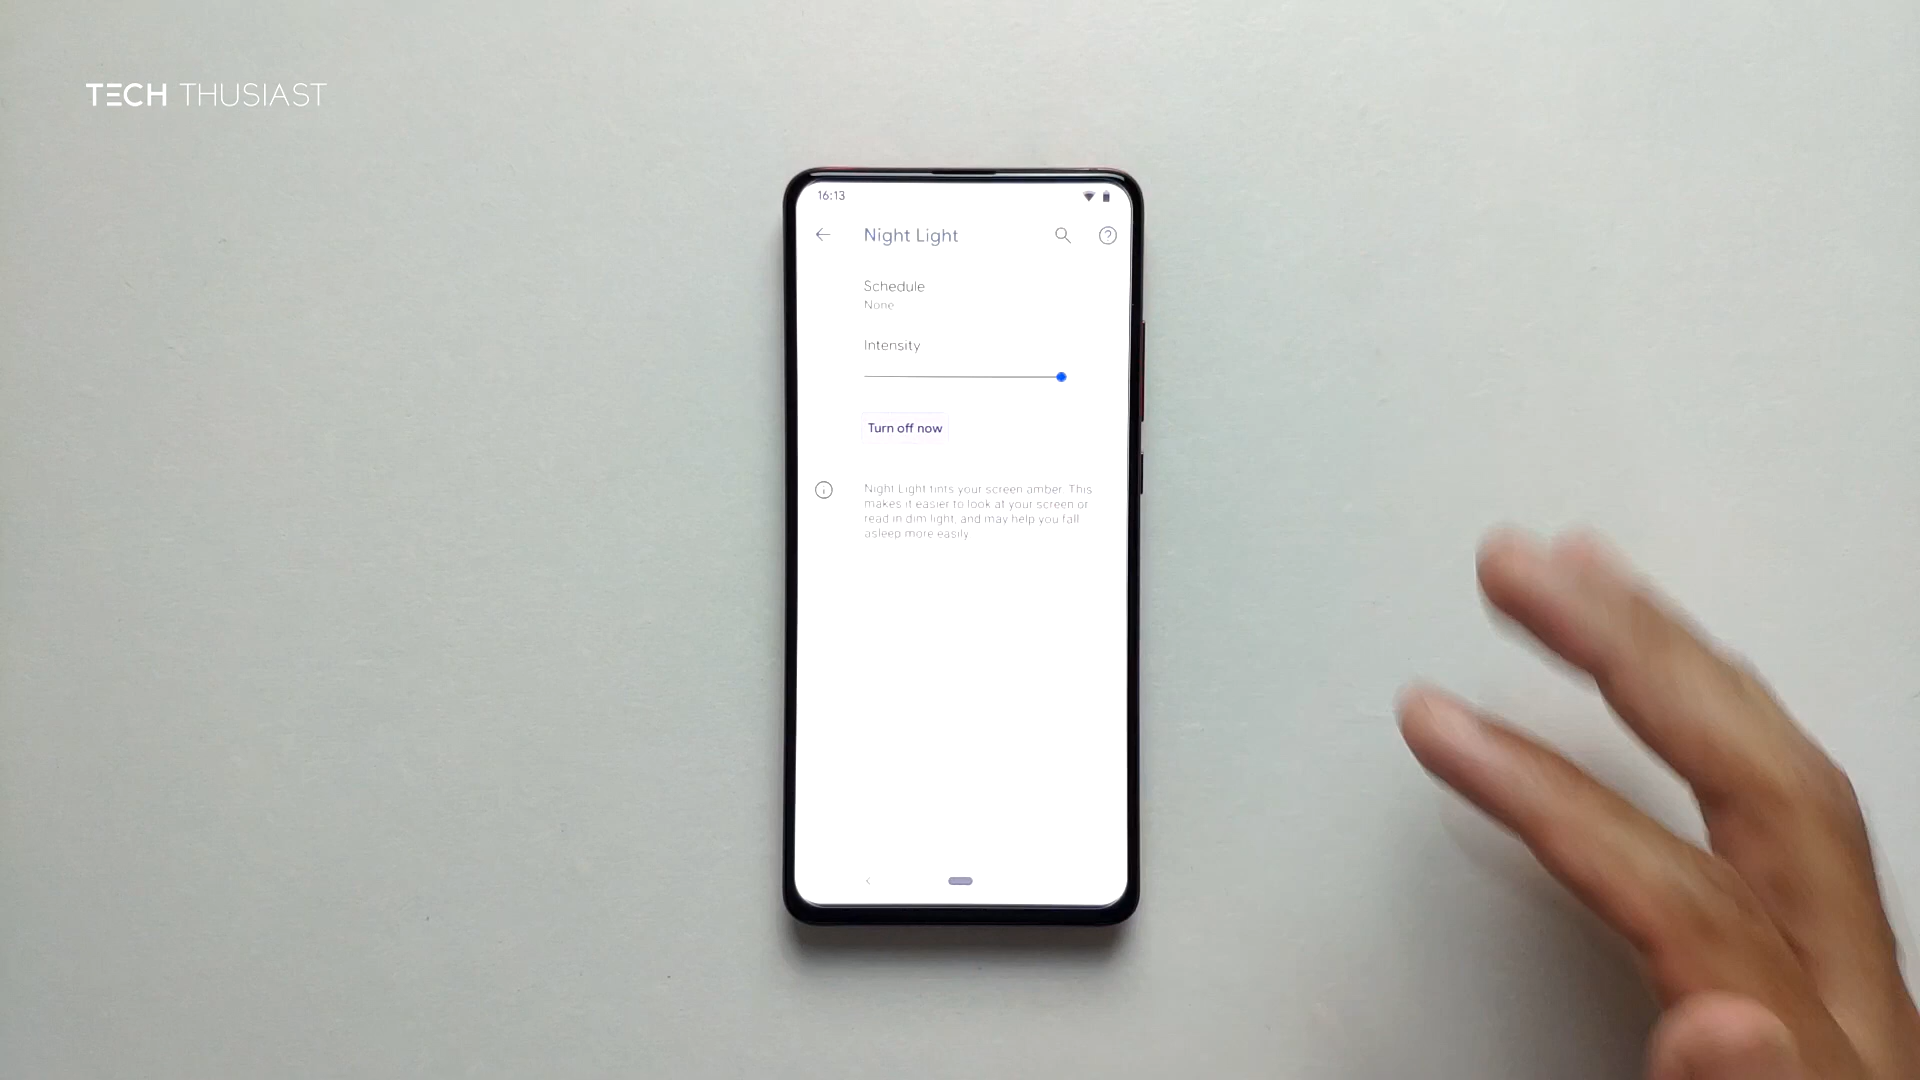 TECH THUSIAST
16:13
Night Light
Schedule
None
Intensity
Turn off now
Night Light tints your screen amber. This
makes it easier to look at your screen or
read in dim light, and may help you fall
asleep more easily